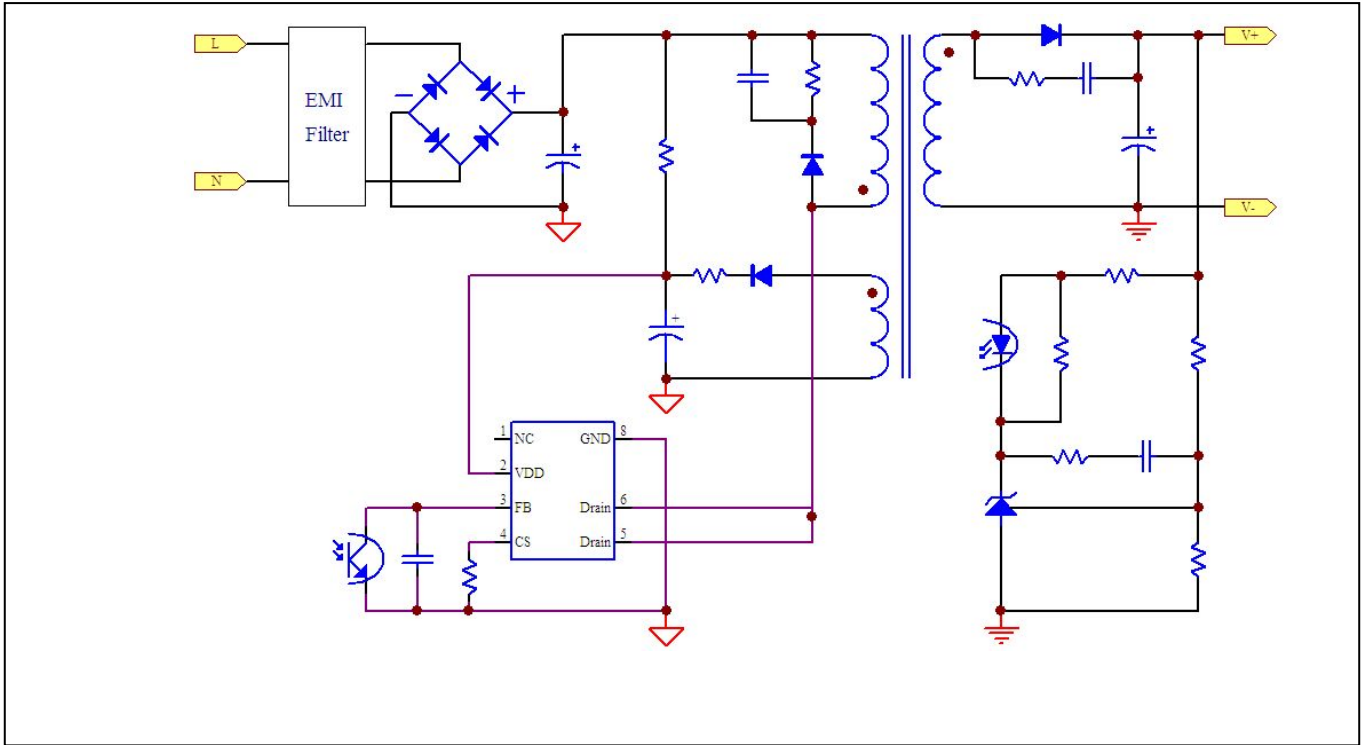 L
V+
EMI
Filter
-
+
+
+
N
V-
+
1 NC GND 8
2 VDD
3 FB Drain 6
4 CS Drain 5